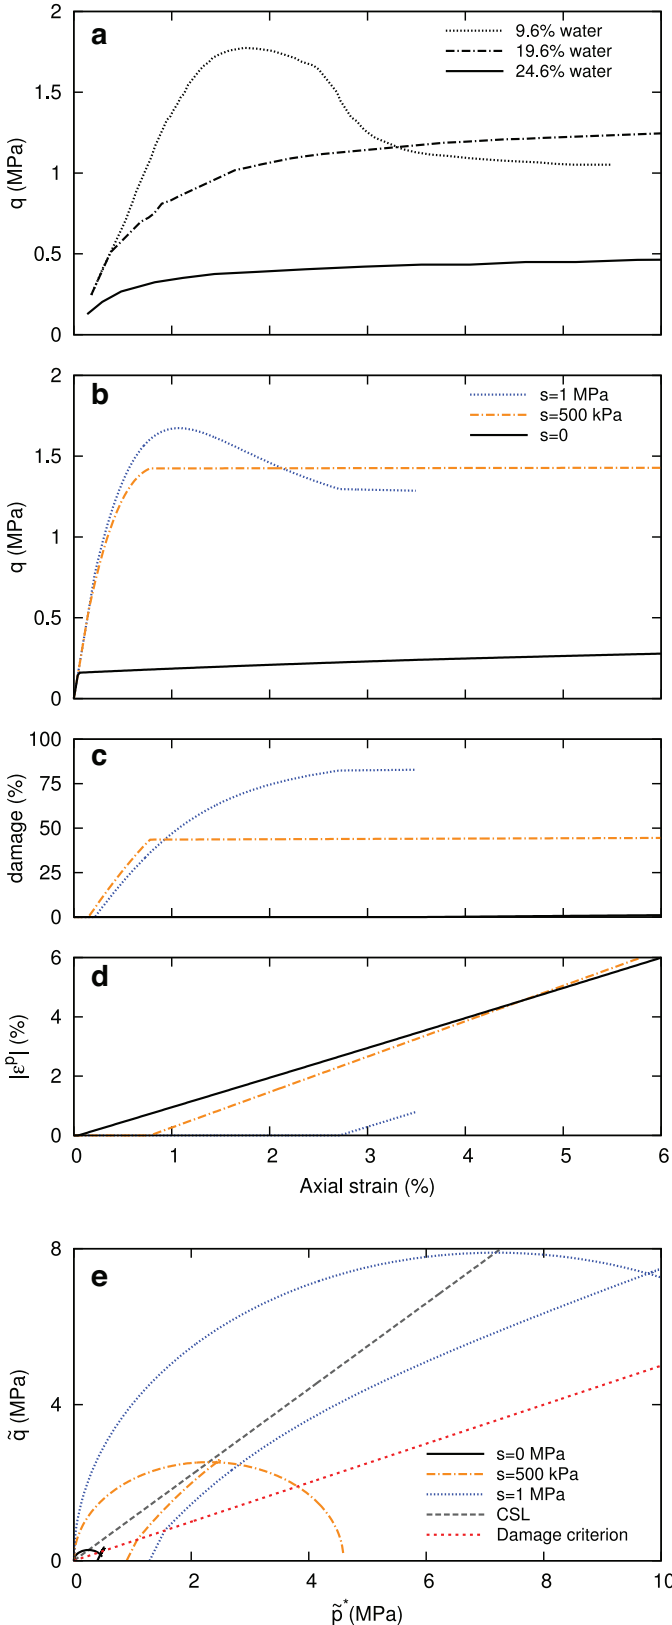 a
9.6% water
19.6% water
24.6% water
2
1.5
1
0.5
0
q (MPa)
b
s=1 MPa
s=500 kPa
s=0
2
1.5
1
0.5
0
q (MPa)
c
100
75
50
25
0
damage (%)
d
6
4
2
0
|εᵖ| (%)
0 1 2 3 4 5 6
Axial strain (%)
e
8
4
0
q̃ (MPa)
s=0 MPa
s=500 kPa
s=1 MPa
CSL
Damage criterion
0 2 4 6 8 10
p̃*(MPa)